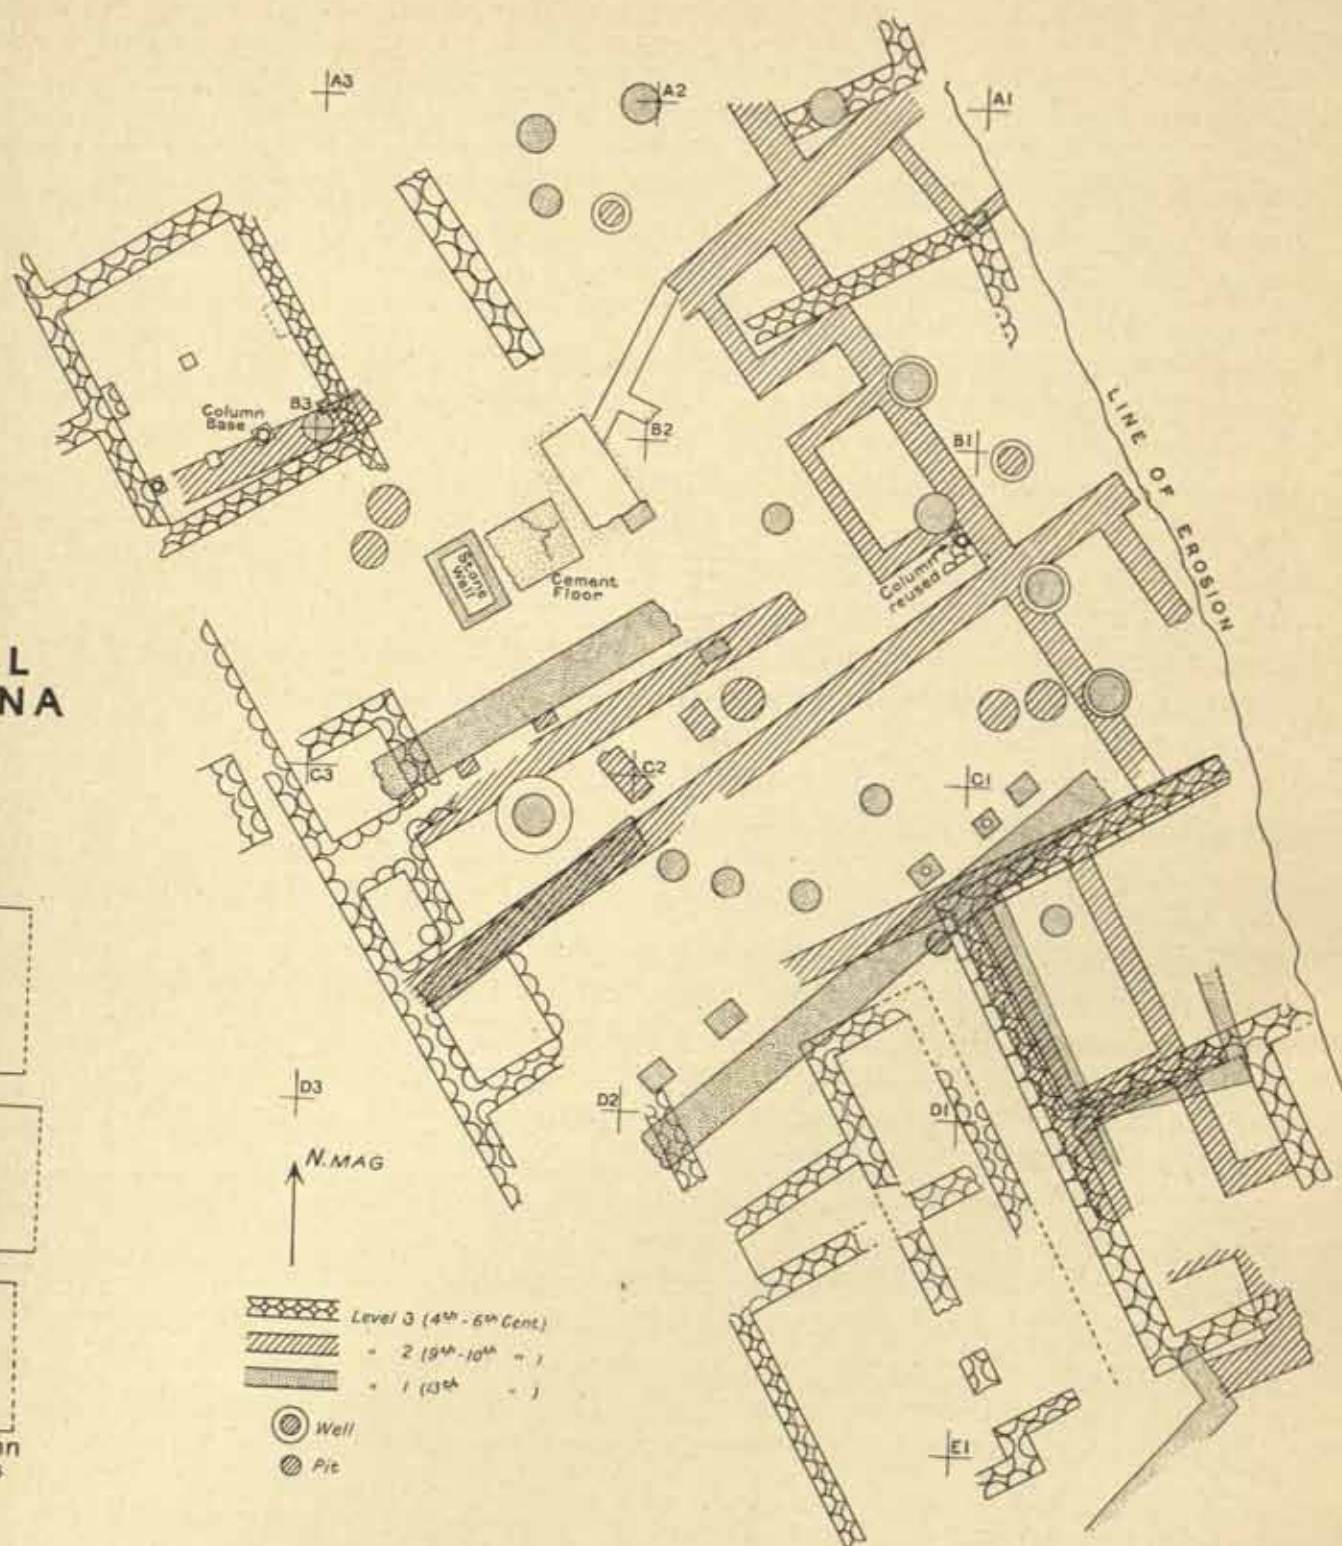 A3
A2
A1
Column
Base
B3
B2
B1
LINE OF EROSION
Stone
Well
Cement
Floor
Column
reused
L
NA
C3
C2
C1
D3
D2
D1
N. MAG
Level 3 (4th - 6th Cent.)
" 2 (9th - 10th " )
" 1 (13th " )
Well
Pit
E1